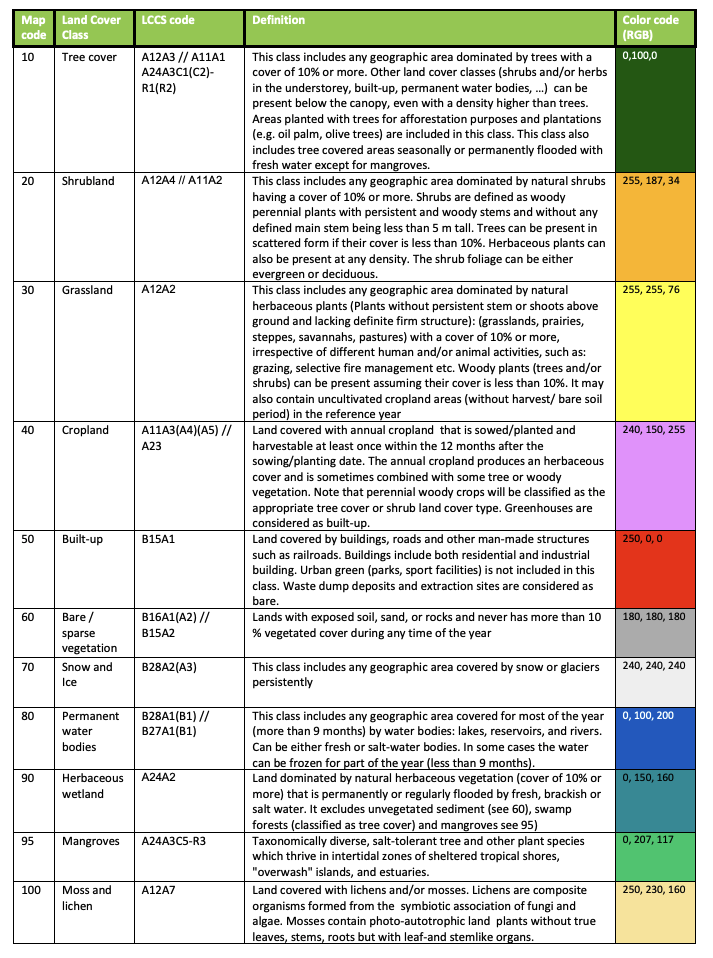 Map code
Land Cover Class
LCCS code
Definition
Color code (RGB)
10
Tree cover
A12A3 // A11A1
A24A3C1(C2)-
R1(R2)
This class includes any geographic area dominated by trees with a
cover of 10% or more. Other land cover classes (shrubs and/or herbs
in the understorey, built-up, permanent water bodies, …)  can be
present below the canopy, even with a density higher than trees.
Areas planted with trees for afforestation purposes and plantations
(e.g. oil palm, olive trees) are included in this class. This class also
includes tree covered areas seasonally or permanently flooded with
fresh water except for mangroves.
0,100,0
20
Shrubland
A12A4 // A11A2
This class includes any geographic area dominated by natural shrubs
having a cover of 10% or more. Shrubs are defined as woody
perennial plants with persistent and woody stems and without any
defined main stem being less than 5 m tall. Trees can be present in
scattered form if their cover is less than 10%. Herbaceous plants can
also be present at any density. The shrub foliage can be either
evergreen or deciduous.
255, 187, 34
30
Grassland
A12A2
This class includes any geographic area dominated by natural
herbaceous plants (Plants without persistent stem or shoots above
ground and lacking definite firm structure): (grasslands, prairies,
steppes, savannahs, pastures) with a cover of 10% or more,
irrespective of different human and/or animal activities, such as:
grazing, selective fire management etc. Woody plants (trees and/or
shrubs) can be present assuming their cover is less than 10%. It may
also contain uncultivated cropland areas (without harvest/ bare soil
period) in the reference year
255, 255, 76
40
Cropland
A11A3(A4)(A5) //
A23
Land covered with annual cropland  that is sowed/planted and
harvestable at least once within the 12 months after the
sowing/planting date. The annual cropland produces an herbaceous
cover and is sometimes combined with some tree or woody
vegetation. Note that perennial woody crops will be classified as the
appropriate tree cover or shrub land cover type. Greenhouses are
considered as built-up.
240, 150, 255
50
Built-up
B15A1
Land covered by buildings, roads and other man-made structures
such as railroads. Buildings include both residential and industrial
building. Urban green (parks, sport facilities) is not included in this
class. Waste dump deposits and extraction sites are considered as
bare.
250, 0, 0
60
Bare /
sparse
vegetation
B16A1(A2) //
B15A2
Lands with exposed soil, sand, or rocks and never has more than 10
% vegetated cover during any time of the year
180, 180, 180
70
Snow and
Ice
B28A2(A3)
This class includes any geographic area covered by snow or glaciers
persistently
240, 240, 240
80
Permanent
water
bodies
B28A1(B1) //
B27A1(B1)
This class includes any geographic area covered for most of the year
(more than 9 months) by water bodies: lakes, reservoirs, and rivers.
Can be either fresh or salt-water bodies. In some cases the water
can be frozen for part of the year (less than 9 months).
0, 100, 200
90
Herbaceous
wetland
A24A2
Land dominated by natural herbaceous vegetation (cover of 10% or
more) that is permanently or regularly flooded by fresh, brackish or
salt water. It excludes unvegetated sediment (see 60), swamp
forests (classified as tree cover) and mangroves see 95)
0, 150, 160
95
Mangroves
A24A3C5-R3
Taxonomically diverse, salt-tolerant tree and other plant species
which thrive in intertidal zones of sheltered tropical shores,
"overwash" islands, and estuaries.
0, 207, 117
100
Moss and
lichen
A12A7
Land covered with lichens and/or mosses. Lichens are composite
organisms formed from the  symbiotic association of fungi and
algae. Mosses contain photo-autotrophic land  plants without true
leaves, stems, roots but with leaf-and stemlike organs.
250, 230, 160